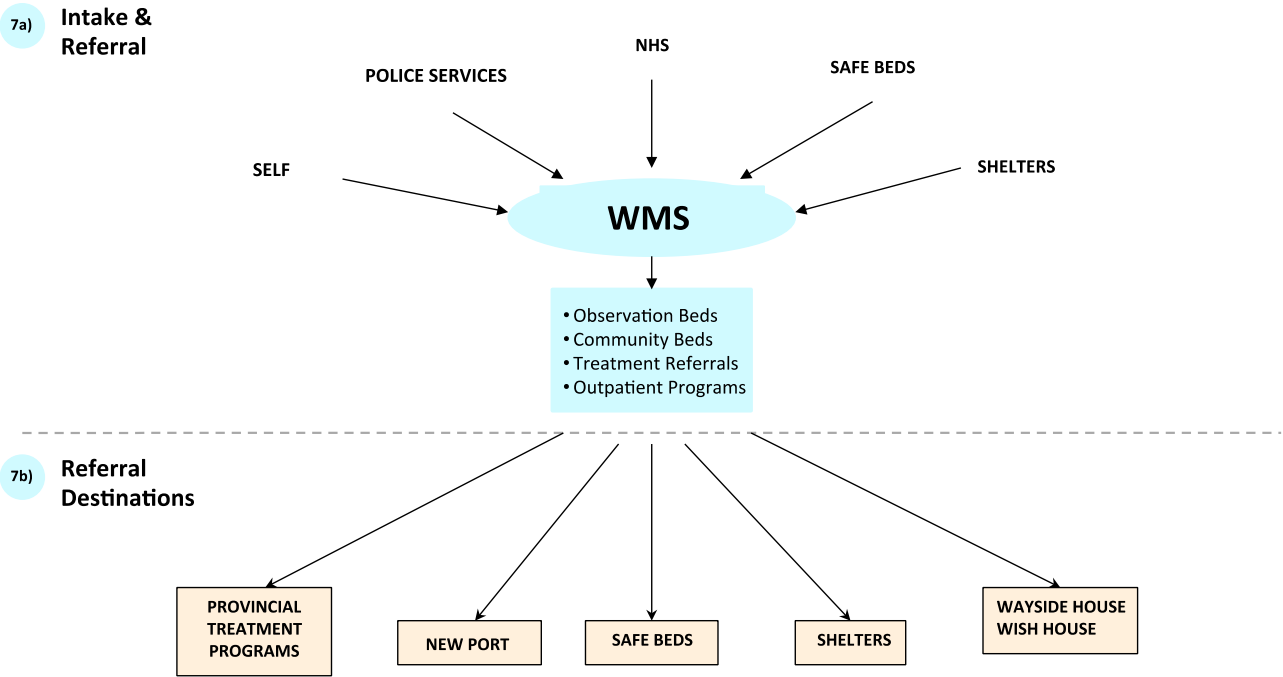 7a)
Intake &
Referral
NHS
SAFE BEDS
POLICE SERVICES
SELF
SHELTERS
WMS
• Observation Beds
• Community Beds
• Treatment Referrals
• Outpatient Programs
7b)
Referral
Destinations
PROVINCIAL
TREATMENT
PROGRAMS
NEW PORT
SAFE BEDS
SHELTERS
WAYSIDE HOUSE
WISH HOUSE